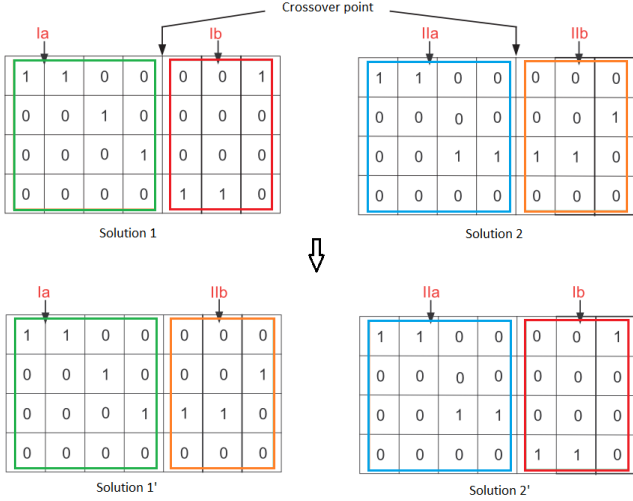 Crossover point
Ia Ib IIa IIb
1 1 0 0 0 0 1 1 1 0 0 0 0 0
0 0 1 0 0 0 0 0 0 0 0 0 0 1
0 0 0 1 0 0 0 0 0 1 1 1 1 0
0 0 0 0 1 1 0 0 0 0 0 0 0 0
Solution 1 Solution 2
Ia IIb IIa Ib
1 1 0 0 0 0 0 1 1 0 0 0 0 1
0 0 1 0 0 0 1 0 0 0 0 0 0 0
0 0 0 1 1 1 0 0 0 1 1 0 0 0
0 0 0 0 0 0 0 0 0 0 0 1 1 0
Solution 1' Solution 2'